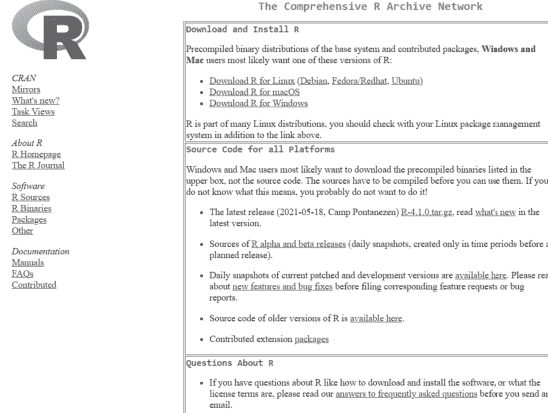 The Comprehensive R Archive Network
R
CRAN
Mirrors
What's new?
Task Views
Search
About R
R Homepage
The R Journal
Software
R Sources
R Binaries
Packages
Other
Documentation
Manuals
FAQs
Contributed
Download and Install R
Precompiled binary distributions of the base system and contributed packages, Windows and
Mac users most likely want one of these versions of R:
• Download R for Linux (Debian, Fedora/Redhat, Ubuntu)
• Download R for macOS
• Download R for Windows
R is part of many Linux distributions, you should check with your Linux package management
system in addition to the link above.
Source Code for all Platforms
Windows and Mac users most likely want to download the precompiled binaries listed in the
upper box, not the source code. The sources have to be compiled before you can use them. If you
do not know what this means, you probably do not want to do it!
• The latest release (2021-05-18, Camp Pontanezen) R-4.1.0.tar.gz, read what's new in the
latest version.
• Sources of R alpha and beta releases (daily snapshots, created only in time periods before a
planned release).
• Daily snapshots of current patched and development versions are available here. Please rea
about new features and bug fixes before filing corresponding feature requests or bug
reports.
• Source code of older versions of R is available here.
• Contributed extension packages
Questions About R
• If you have questions about R like how to download and install the software, or what the
license terms are, please read our answers to frequently asked questions before you send an
email.